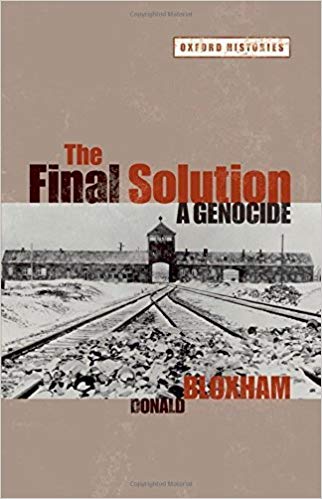 OXFORD HISTORIES
The
Final Solution
A GENOCIDE
BLOXHAM
DONALD